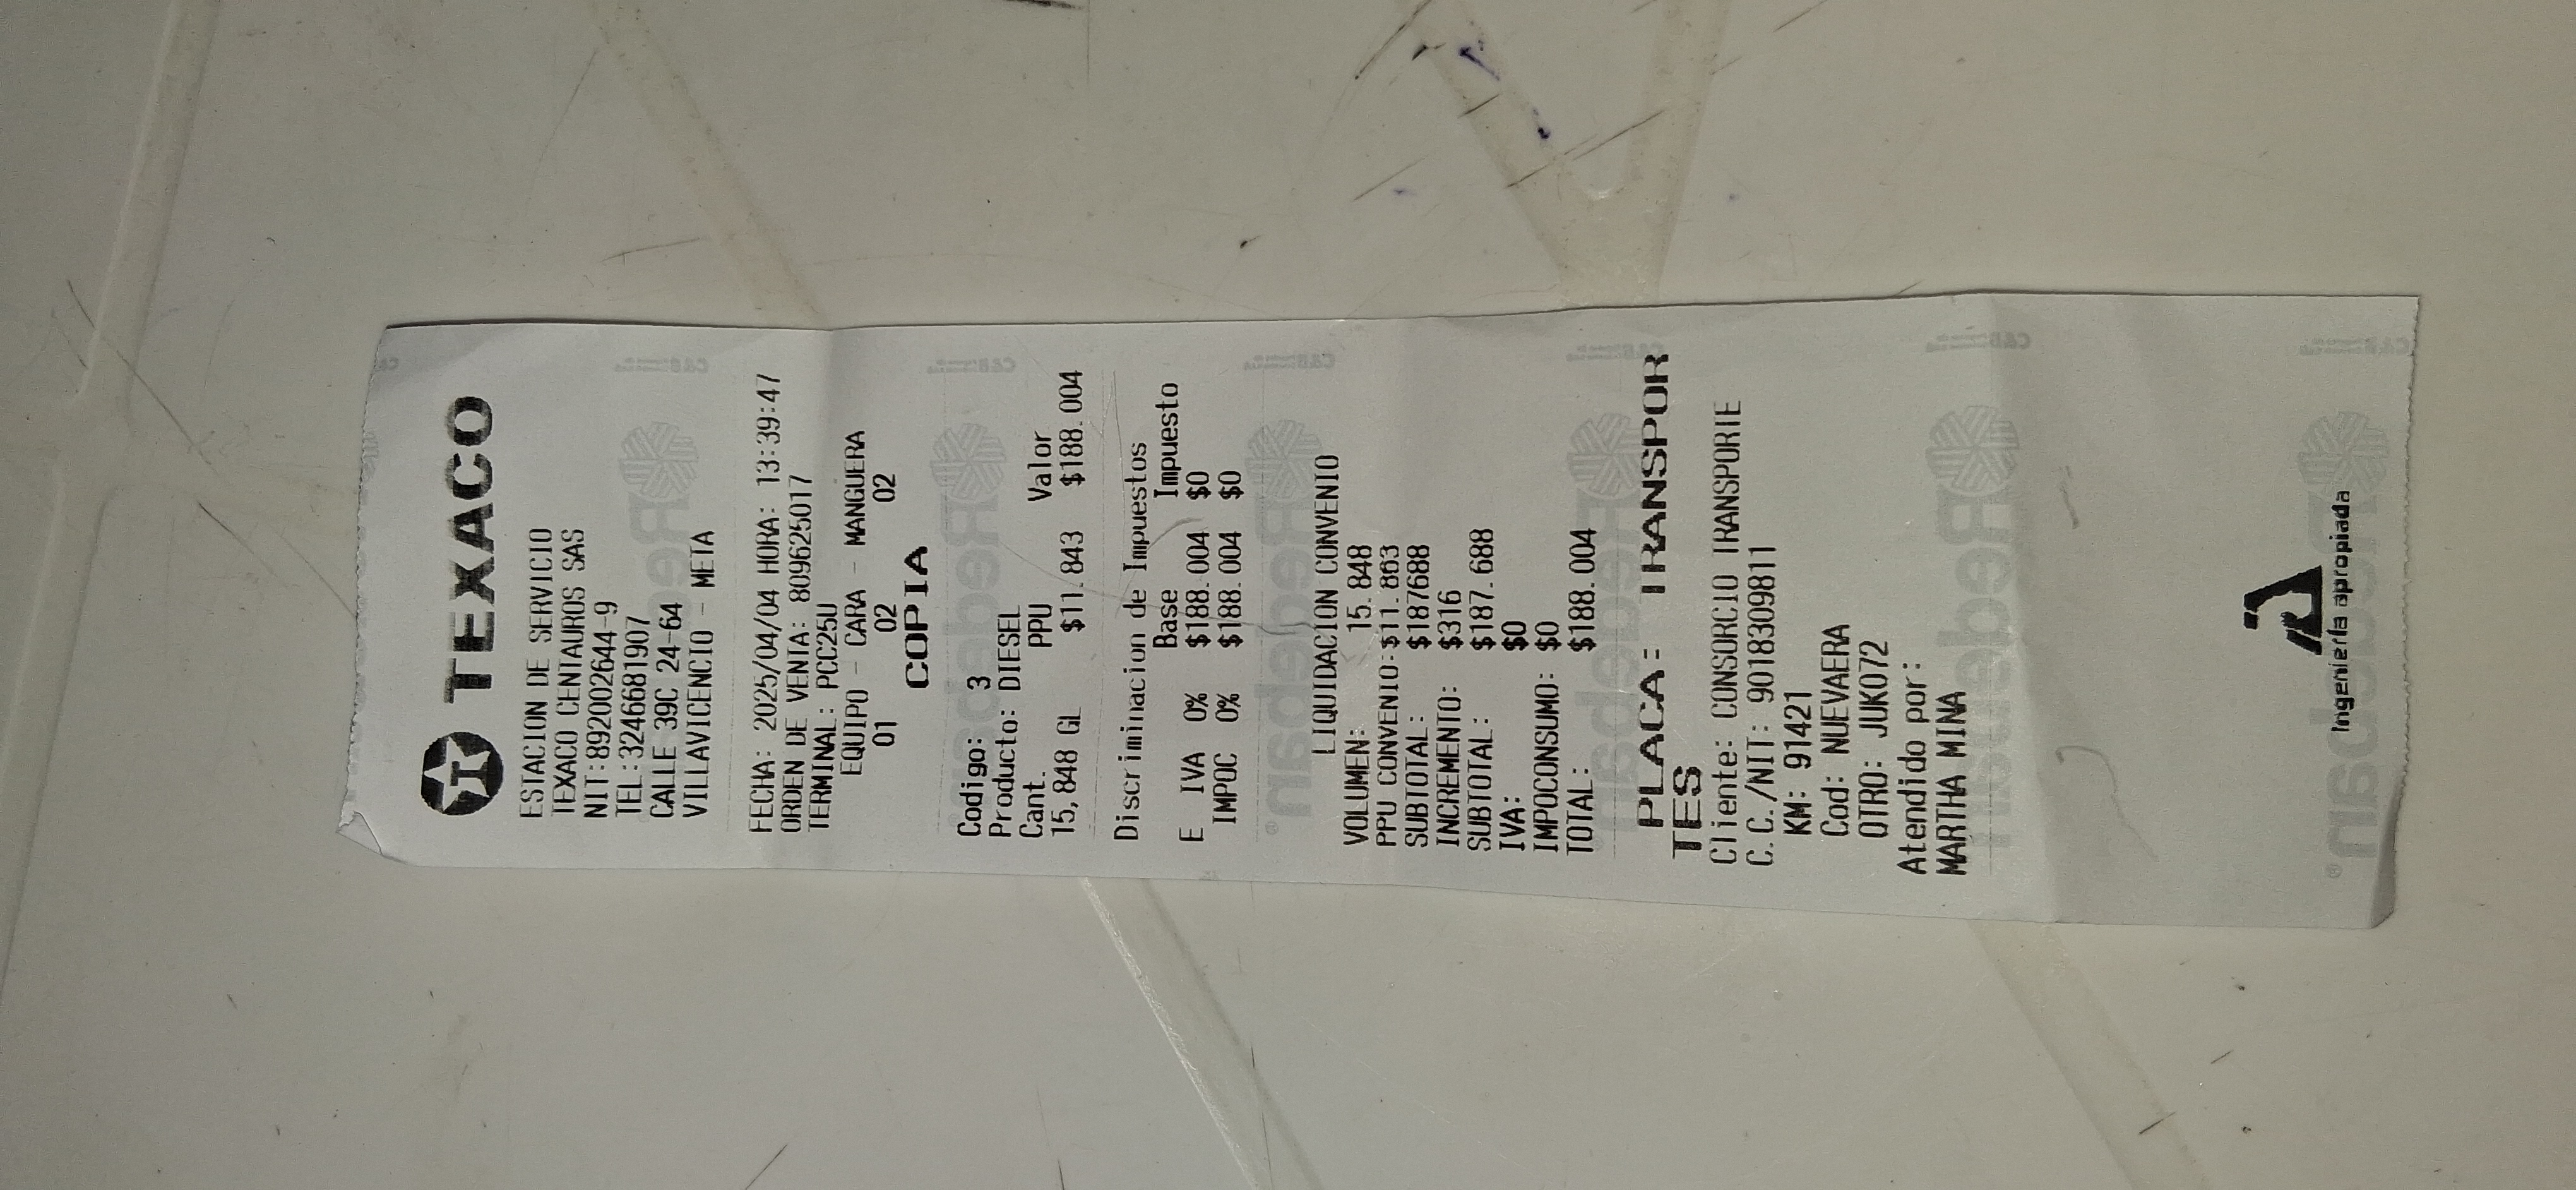 TEXACO
ESTACION DE SERVICIO
TEXACO CENTAUROS SAS
NIT:892002644-9
TEL:3246681907
CALLE 39C 24-64
VILLAVICENCIO - META
FECHA: 2025/04/04 HORA: 13:39:47
ORDEN DE VENTA: 8096250​17
TERMINAL: PCC25U
EQUIPO - CARA - MANGUERA
01 02 02
COPIA
Codigo: 3
Producto: DIESEL
Cant. PPU Valor
15,848 GL $11.843 $188.004
Discriminacion de Impuestos
Base Impuesto
E IVA 0% $188.004 $0
IMPOC 0% $188.004 $0
LIQUIDACION CONVENIO
VOLUMEN: 15.848
PPU CONVENIO:$11.863
SUBTOTAL: $187688
INCREMENTO: $316
SUBTOTAL: $187.688
IVA: $0
IMPOCONSUMO: $0
TOTAL: $188.004
PLACA: TRANSPOR
TES
Cliente: CONSORCIO TRANSPORTE
C.C./NIT: 9018309811
KM: 91421
Cod: NUEVAERA
OTRO: JUK072
Atendido por:
MARTHA MINA
Ingeniería apropiada
Redeban